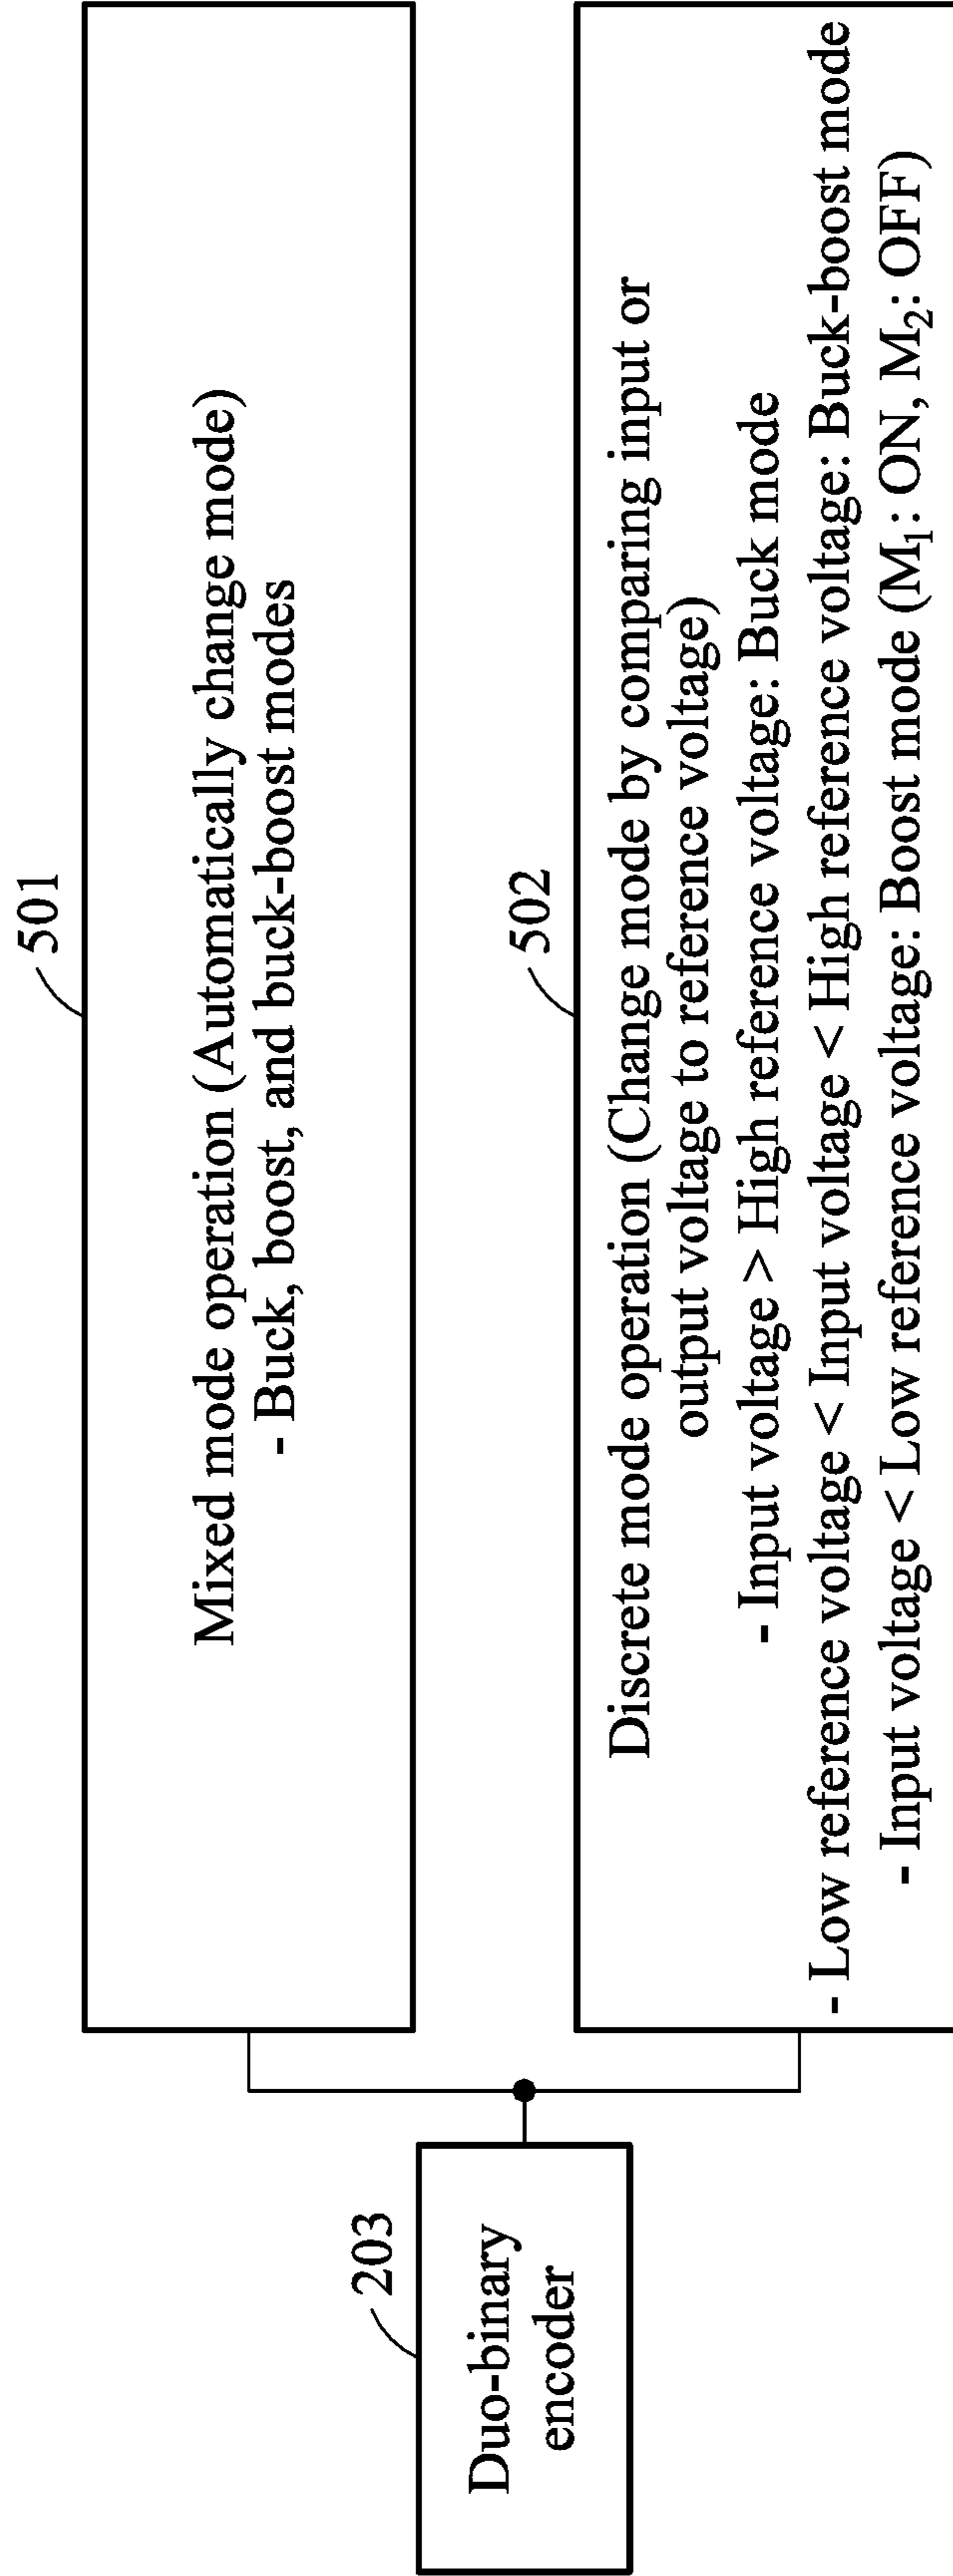 501
Mixed mode operation (Automatically change mode)
- Buck, boost, and buck-boost modes
203
Duo-binary
encoder
502
Discrete mode operation (Change mode by comparing input or
output voltage to reference voltage)
- Input voltage > High reference voltage: Buck mode
- Low reference voltage < Input voltage < High reference voltage: Buck-boost mode
- Input voltage < Low reference voltage: Boost mode (M₁: ON, M₂: OFF)